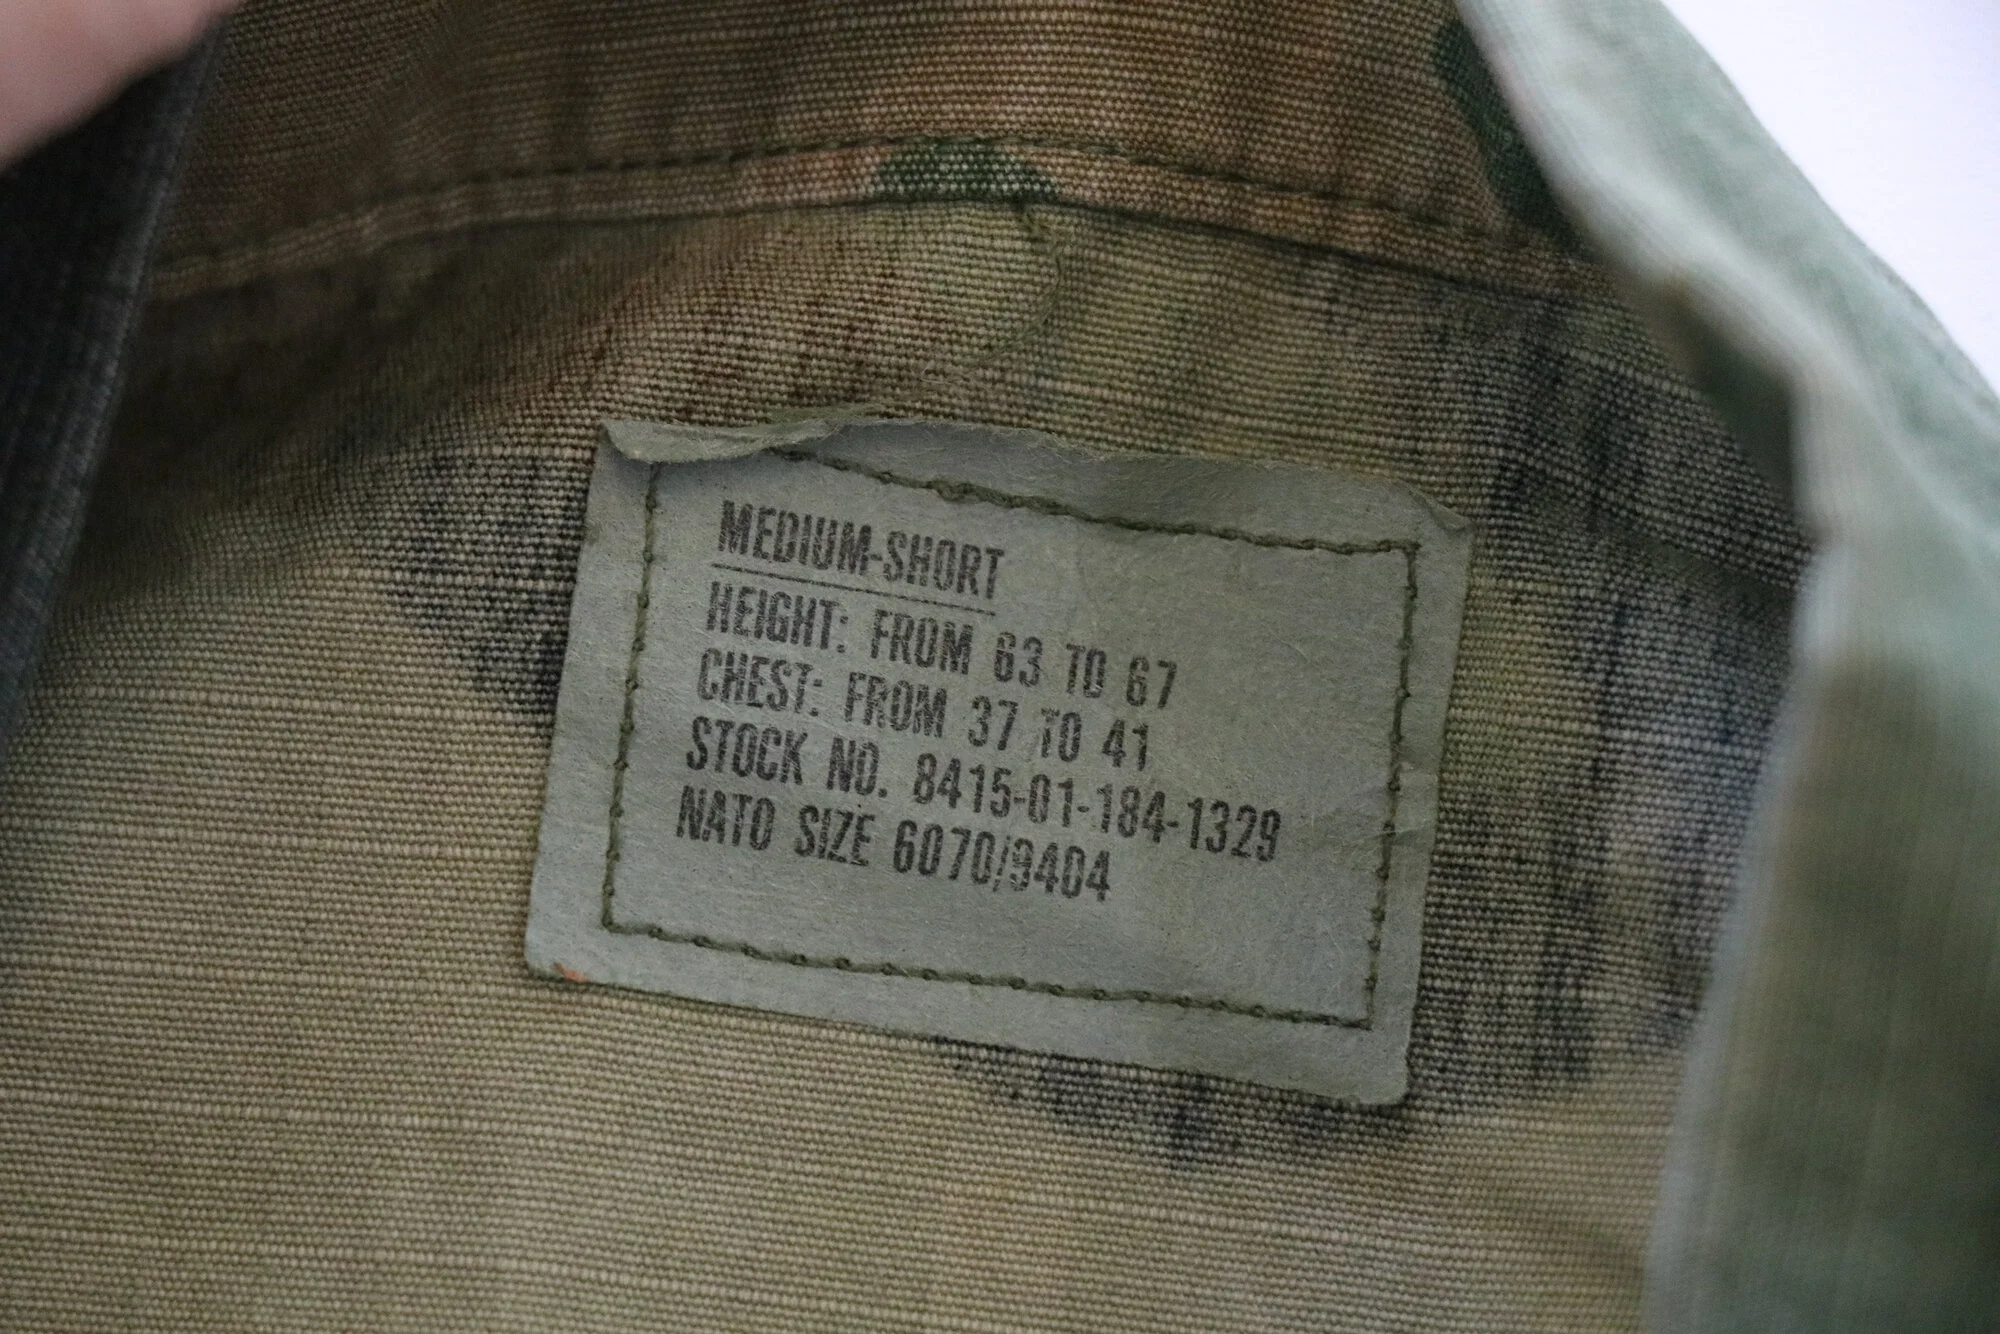 MEDIUM-SHORT
HEIGHT: FROM 63 TO 67
CHEST: FROM 37 TO 41
STOCK NO. 8415-01-184-1329
NATO SIZE 6070/9404